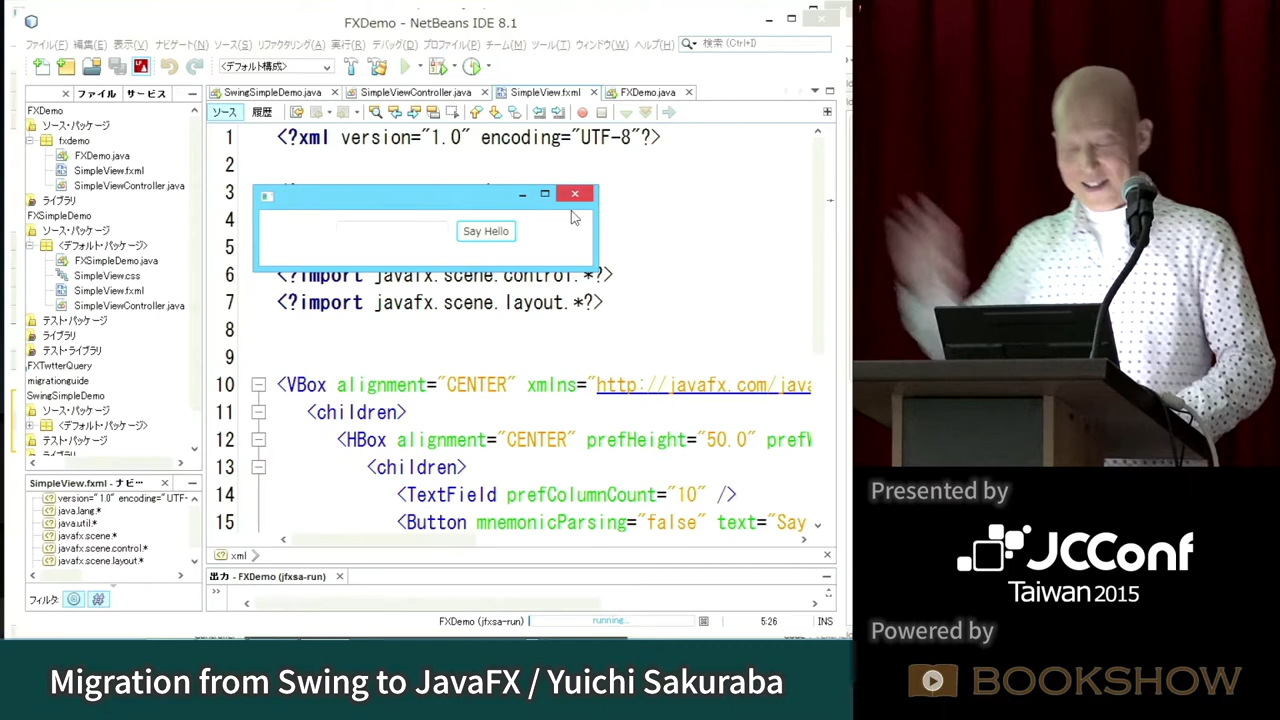 FXDemo - NetBeans IDE 8.1
ファイル(F) 編集(E) 表示(V) ナビゲート(N) ソース(S) リファクタリング(A) 実行(R) デバッグ(D) プロファイル(P) チーム(M) ツール(T) ウィンドウ(W) ヘルプ(H) 検索 (Ctrl+I)
<デフォルト構成>
ファイル サービス
SwingSimpleDemo.java SimpleViewController.java SimpleView.fxml FXDemo.java
ソース 履歴
FXDemo
ソース・パッケージ
fxdemo
FXDemo.java
SimpleView.fxml
SimpleViewController.java
ライブラリ
FXSimpleDemo
ソース・パッケージ
<デフォルト・パッケージ>
FXSimpleDemo.java
SimpleView.css
SimpleView.fxml
SimpleViewController.java
テスト・パッケージ
ライブラリ
テスト・ライブラリ
FXTwtterQuery
migrationguide
SwingSimpleDemo
ソース・パッケージ
<デフォルト・パッケージ>
テスト・パッケージ
1 <?xml version="1.0" encoding="UTF-8"?>
2
3
4
5
6 <?import javafx.scene.control.*?>
7 <?import javafx.scene.layout.*?>
8
9
10 <VBox alignment="CENTER" xmlns="http://javafx.com/java
11 <children>
12 <HBox alignment="CENTER" prefHeight="50.0" prefW
13 <children>
14 <TextField prefColumnCount="10" />
15 <Button mnemonicParsing="false" text="Say
Say Hello
SimpleView.fxml - ナビ…
version="1.0" encoding="UTF-
java.lang.*
java.util.*
javafx.scene.*
javafx.scene.control.*
javafx.scene.layout.*
フィルタ:
xml
出力 - FXDemo (jfxsa-run)
FXDemo (jfxsa-run) running... 5:26 INS
Presented by
JCConf
Taiwan 2015
Powered by
BOOKSHOW
Migration from Swing to JavaFX / Yuichi Sakuraba